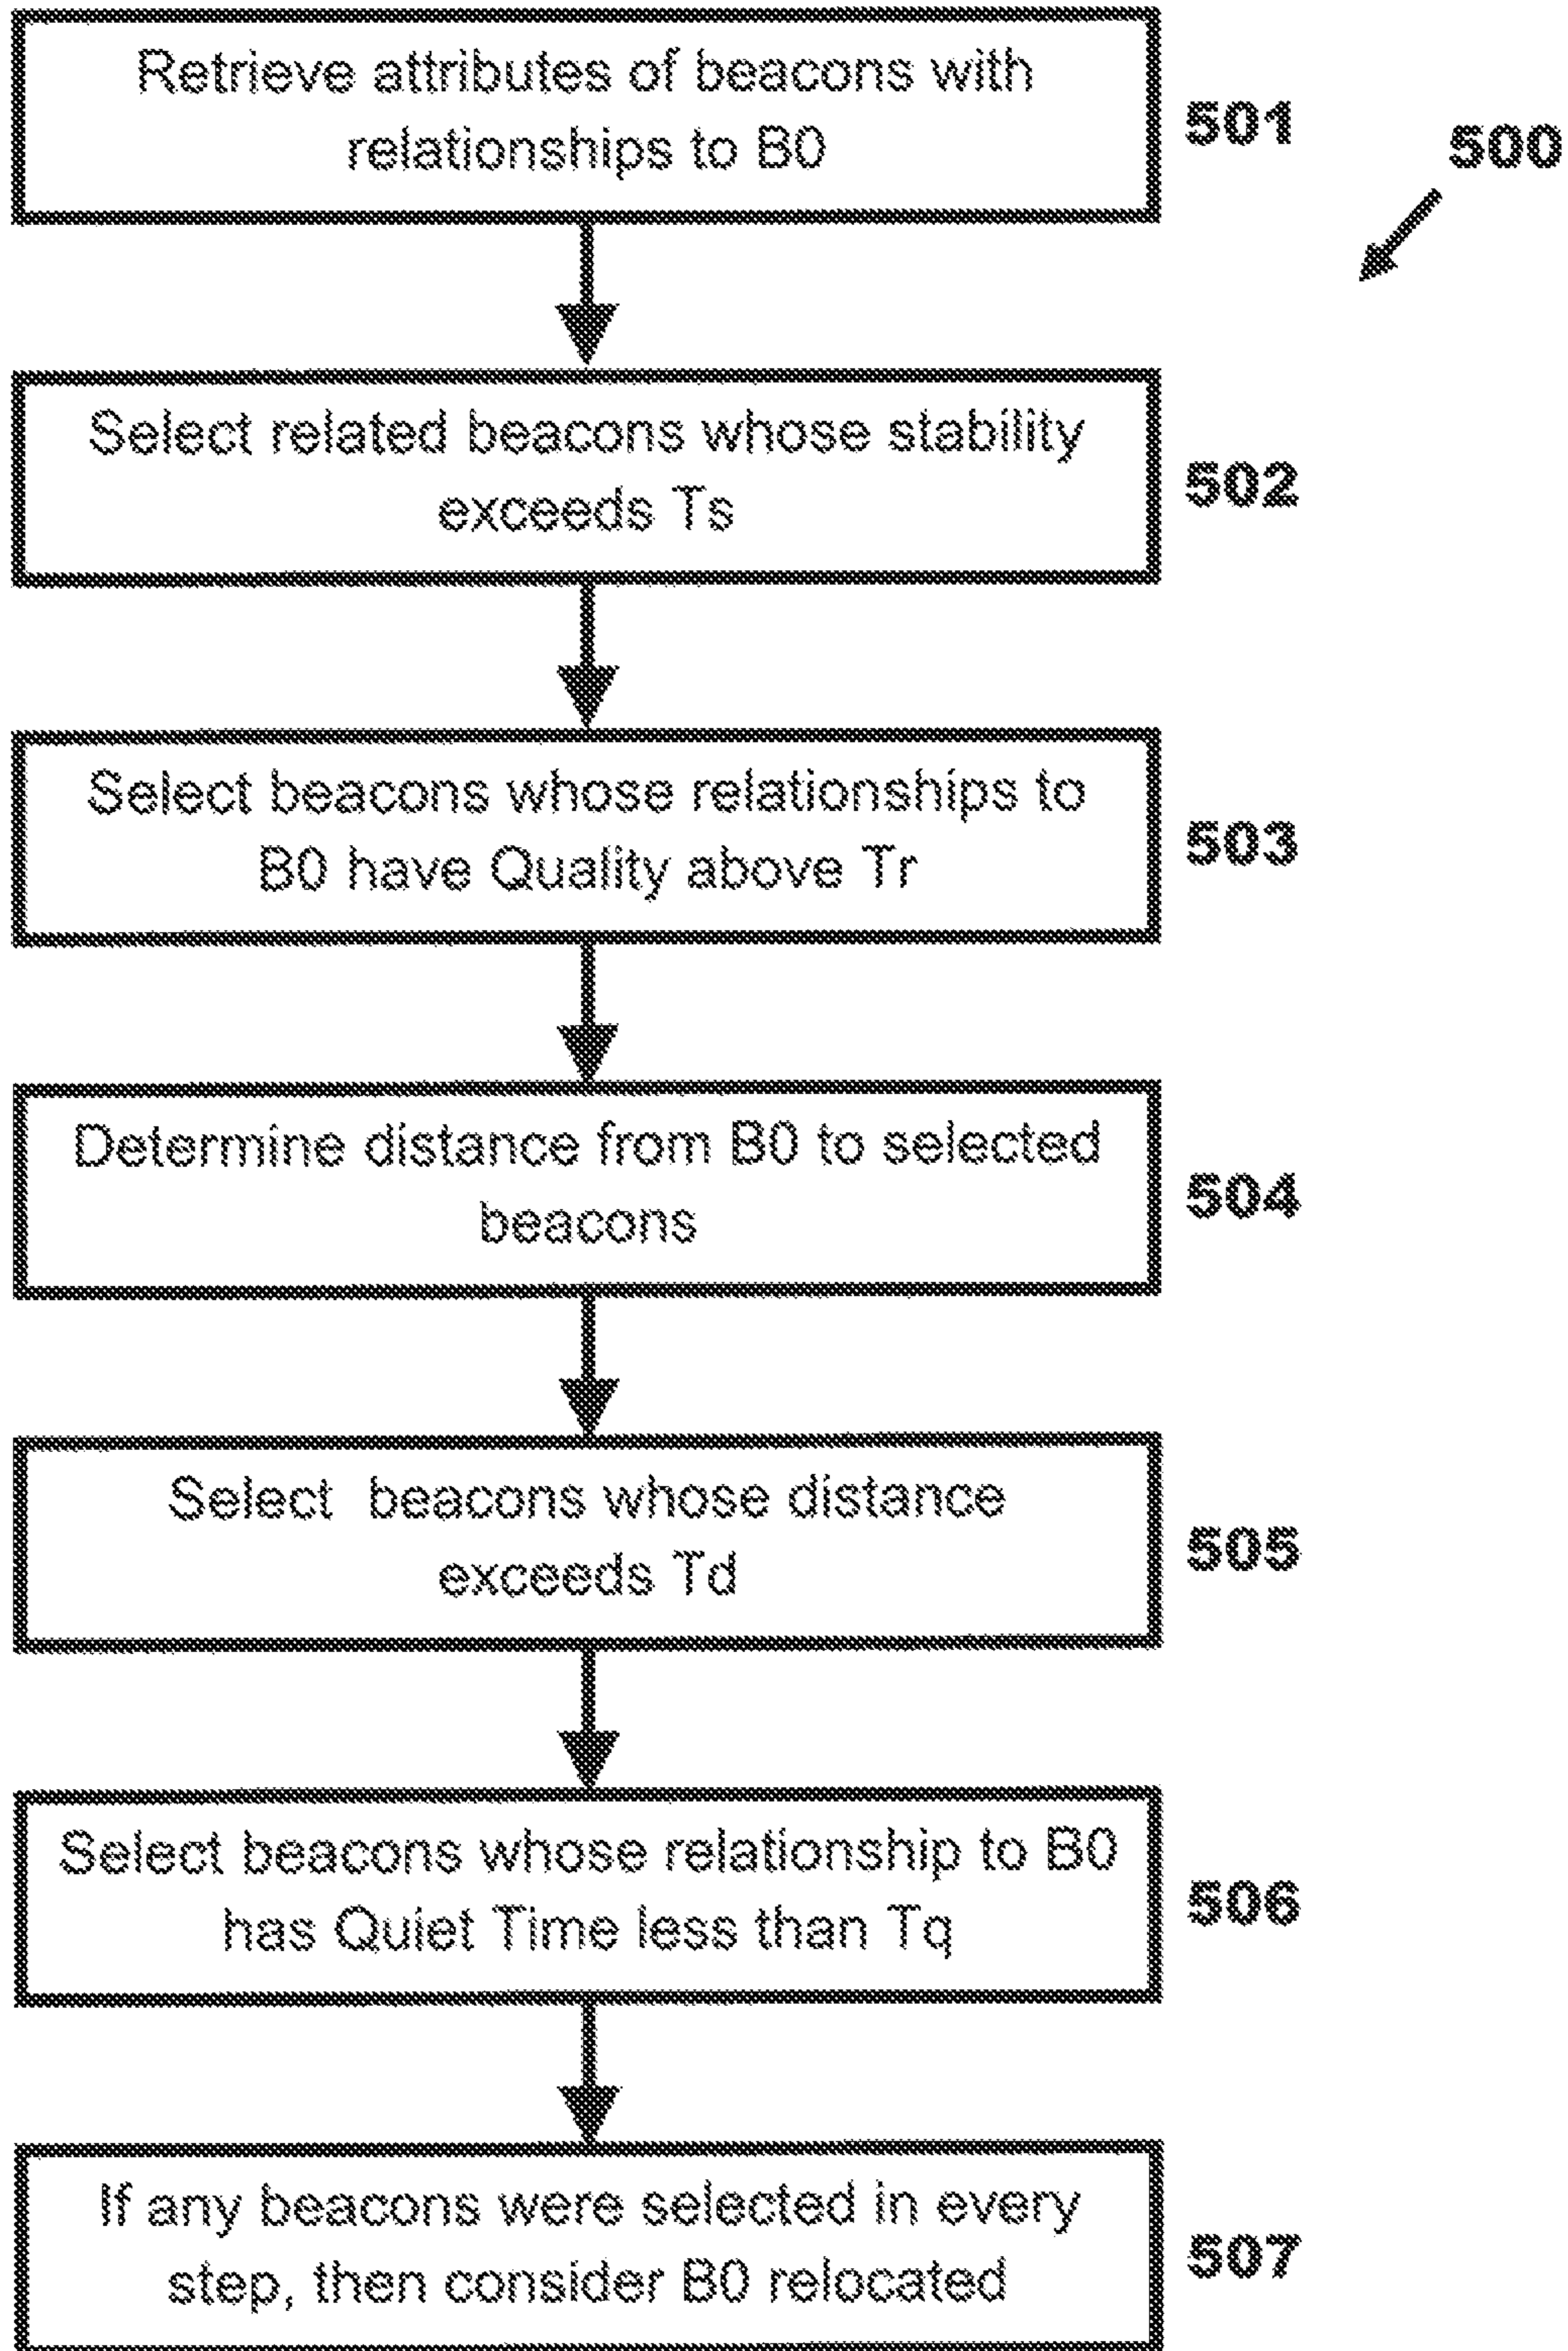 Retrieve attributes of beacons with
relationships to B0
501
500
Select related beacons whose stability
exceeds Ts
502
Select beacons whose relationships to
B0 have Quality above Tr
503
Determine distance from B0 to selected
beacons
504
Select beacons whose distance
exceeds Td
505
Select beacons whose relationship to B0
has Quiet Time less than Tq
506
If any beacons were selected in every
step, then consider B0 relocated
507